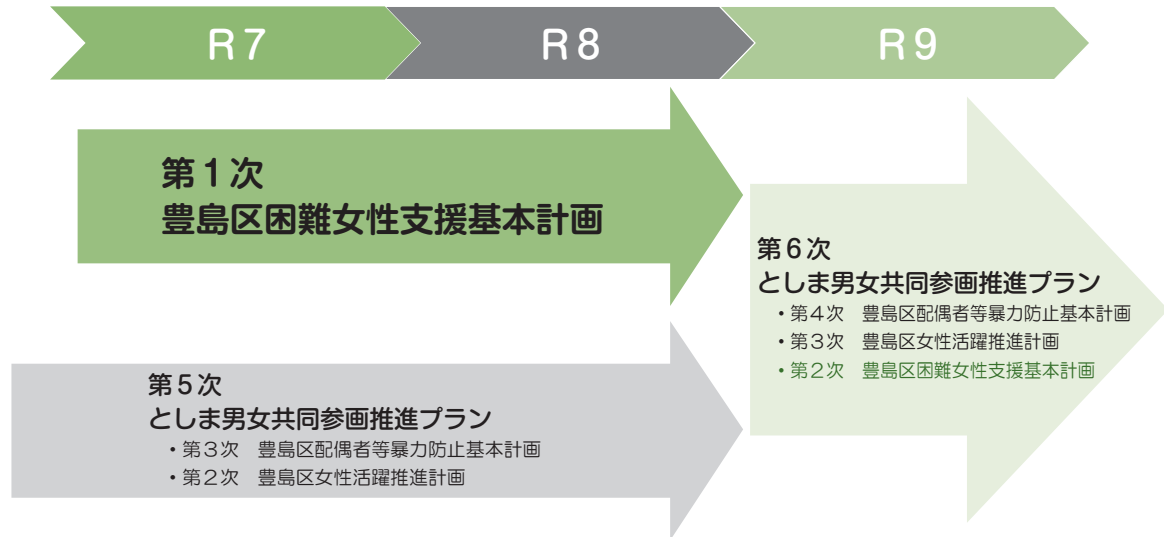 R7
R8
R9
第1次
豊島区困難女性支援基本計画
第6次
としま男女共同参画推進プラン
・第4次　豊島区配偶者等暴力防止基本計画
・第3次　豊島区女性活躍推進計画
・第2次　豊島区困難女性支援基本計画
第5次
としま男女共同参画推進プラン
・第3次　豊島区配偶者等暴力防止基本計画
・第2次　豊島区女性活躍推進計画